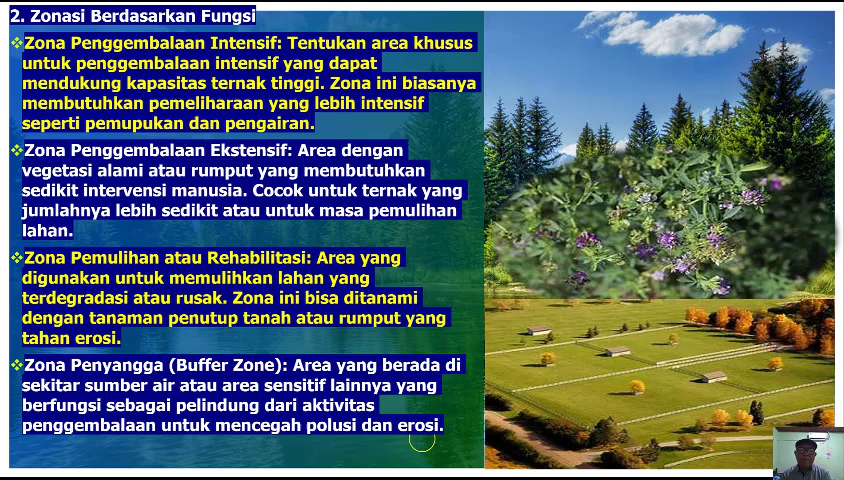 2. Zonasi Berdasarkan Fungsi
Zona Penggembalaan Intensif: Tentukan area khusus
untuk penggembalaan intensif yang dapat
mendukung kapasitas ternak tinggi. Zona ini biasanya
membutuhkan pemeliharaan yang lebih intensif
seperti pemupukan dan pengairan.
Zona Penggembalaan Ekstensif: Area dengan
vegetasi alami atau rumput yang membutuhkan
sedikit intervensi manusia. Cocok untuk ternak yang
jumlahnya lebih sedikit atau untuk masa pemulihan
lahan.
Zona Pemulihan atau Rehabilitasi: Area yang
digunakan untuk memulihkan lahan yang
terdegradasi atau rusak. Zona ini bisa ditanami
dengan tanaman penutup tanah atau rumput yang
tahan erosi.
Zona Penyangga (Buffer Zone): Area yang berada di
sekitar sumber air atau area sensitif lainnya yang
berfungsi sebagai pelindung dari aktivitas
penggembalaan untuk mencegah polusi dan erosi.